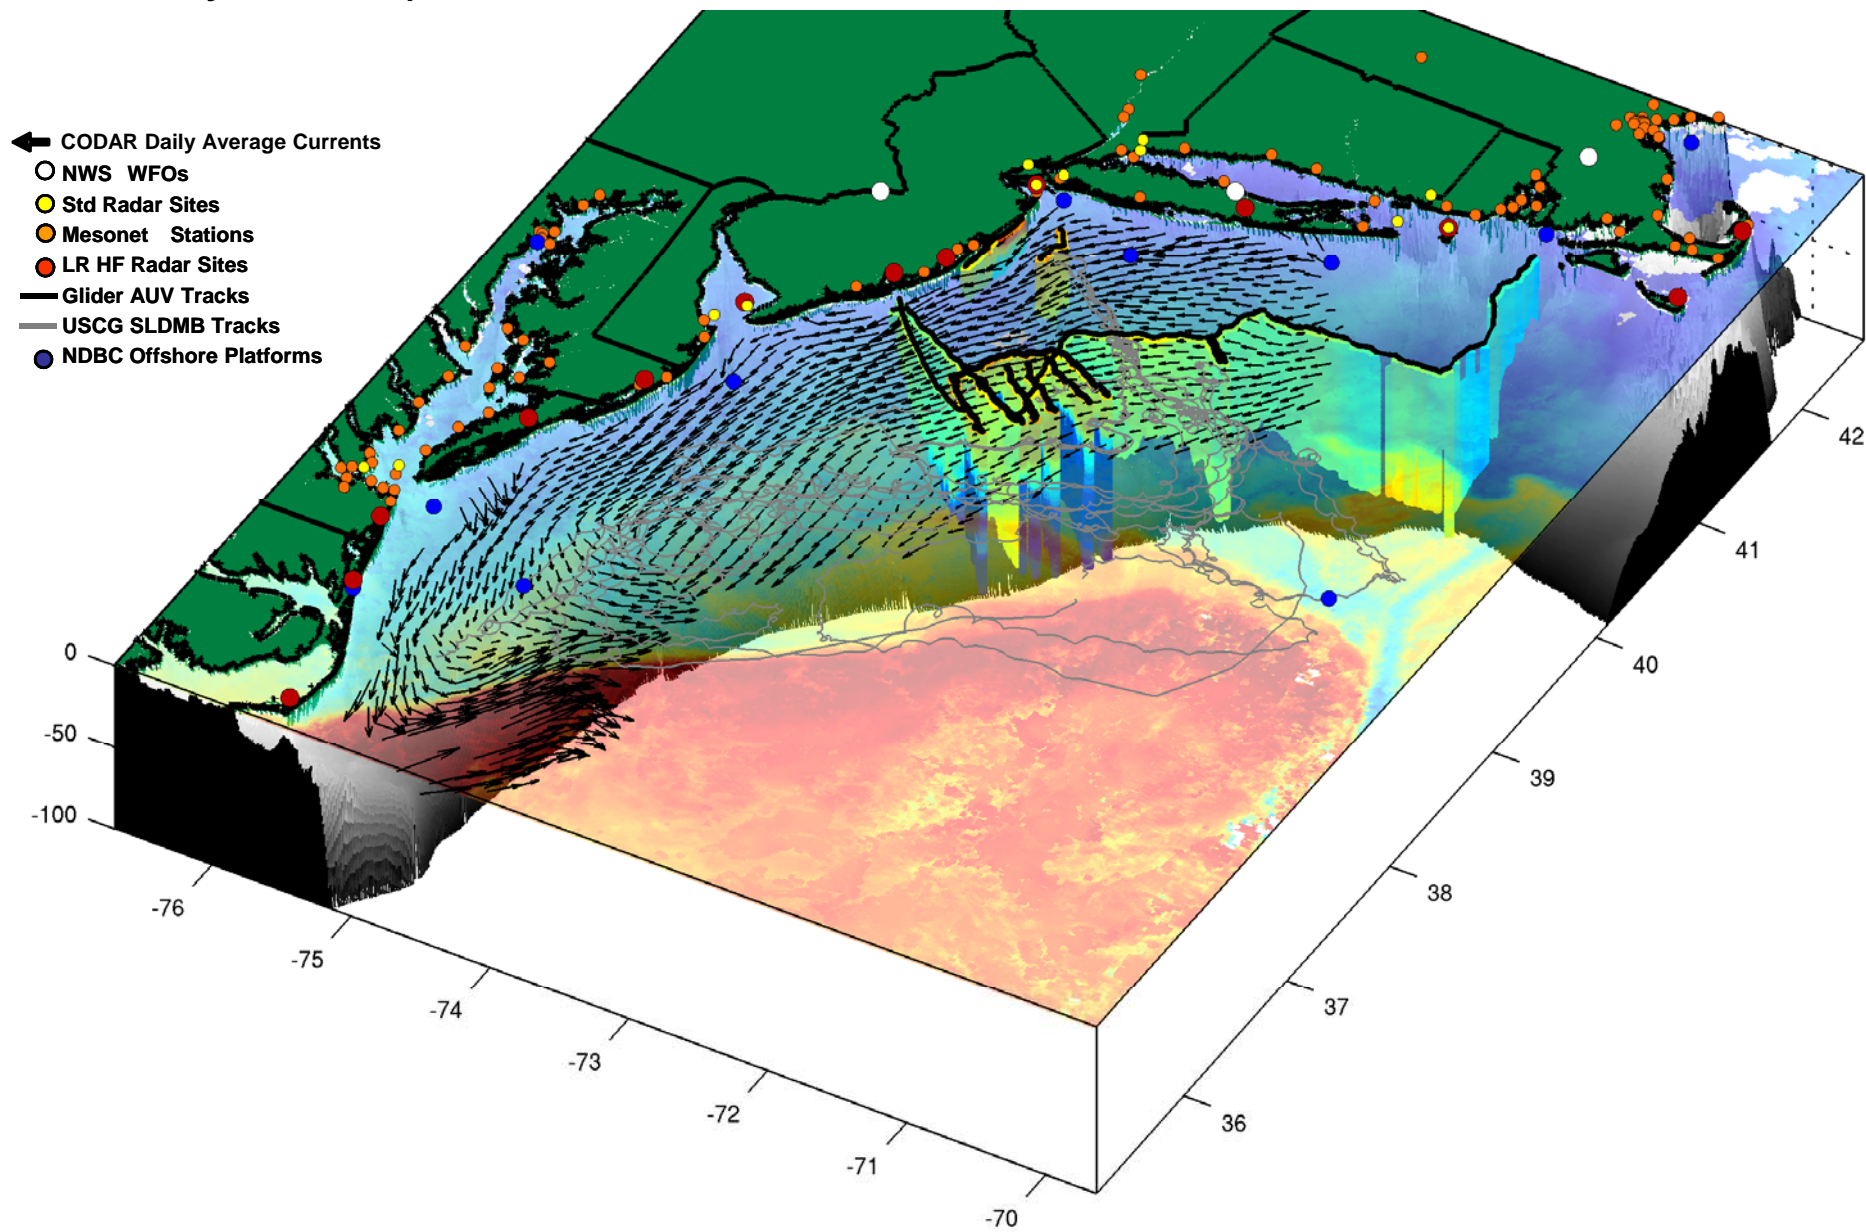 CODAR Daily Average Currents
NWS WFOs
Std Radar Sites
Mesonet Stations
LR HF Radar Sites
Glider AUV Tracks
USCG SLDMB Tracks
NDBC Offshore Platforms
0
-50
-100
-76
-75
-74
-73
-72
-71
-70
36
37
38
39
40
41
42